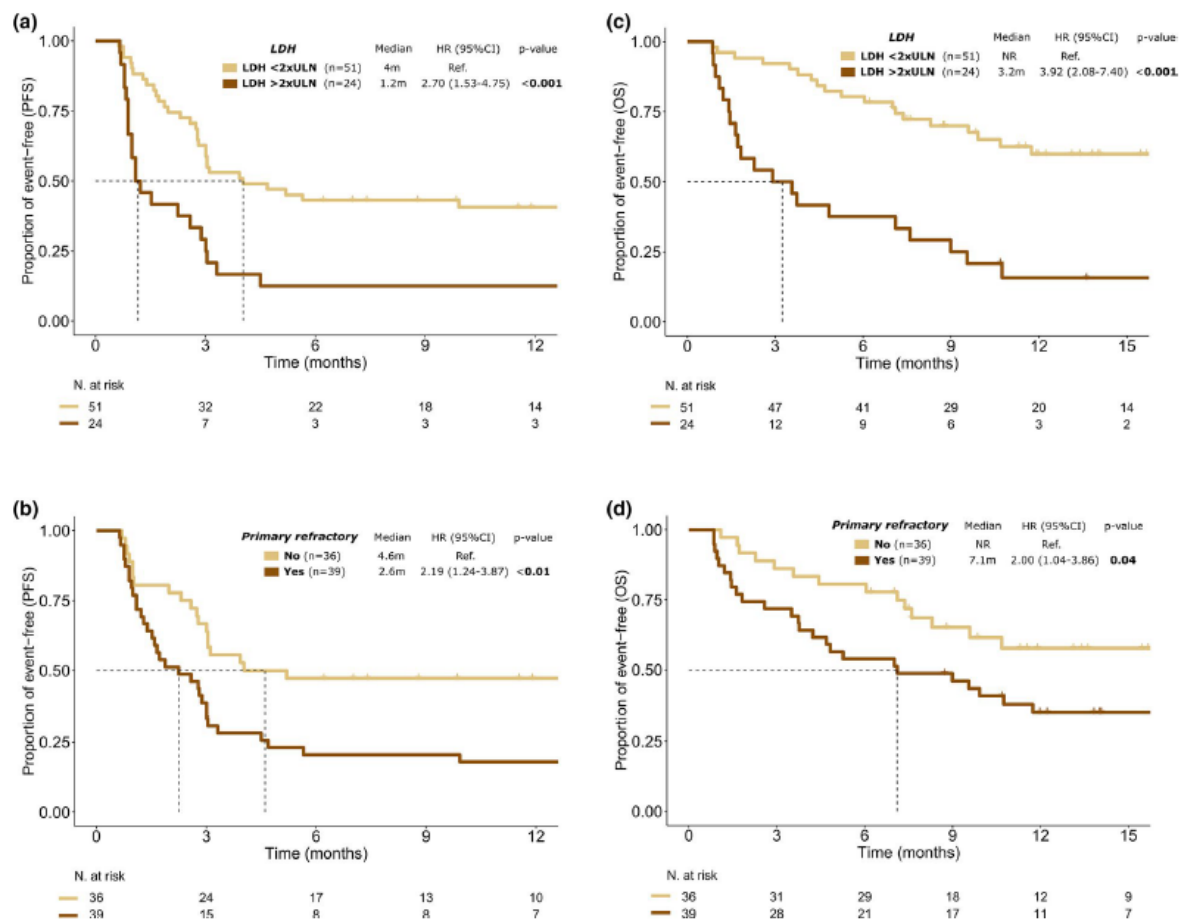 (a)
LDH Median HR (95%CI) p-value
LDH <2xULN (n=51) 4m Ref.
LDH >2xULN (n=24) 1.2m 2.70 (1.53-4.75) <0.001
Proportion of event-free (PFS)
1.00
0.75
0.50
0.25
0.00
0 3 6 9 12
Time (months)
N. at risk
51 32 22 18 14
24 7 3 3 3
(c)
LDH Median HR (95%CI) p-value
LDH <2xULN (n=51) NR Ref.
LDH >2xULN (n=24) 3.2m 3.92 (2.08-7.40) <0.001
Proportion of event-free (OS)
1.00
0.75
0.50
0.25
0.00
0 3 6 9 12 15
Time (months)
N. at risk
51 47 41 29 20 14
24 12 9 6 3 2
(b)
Primary refractory Median HR (95%CI) p-value
No (n=36) 4.6m Ref.
Yes (n=39) 2.6m 2.19 (1.24-3.87) <0.01
Proportion of event-free (PFS)
1.00
0.75
0.50
0.25
0.00
0 3 6 9 12
Time (months)
N. at risk
36 24 17 13 10
39 15 8 8 7
(d)
Primary refractory Median HR (95%CI) p-value
No (n=36) NR Ref.
Yes (n=39) 7.1m 2.00 (1.04-3.86) 0.04
Proportion of event-free (OS)
1.00
0.75
0.50
0.25
0.00
0 3 6 9 12 15
Time (months)
N. at risk
36 31 29 18 12 9
39 28 21 17 11 7